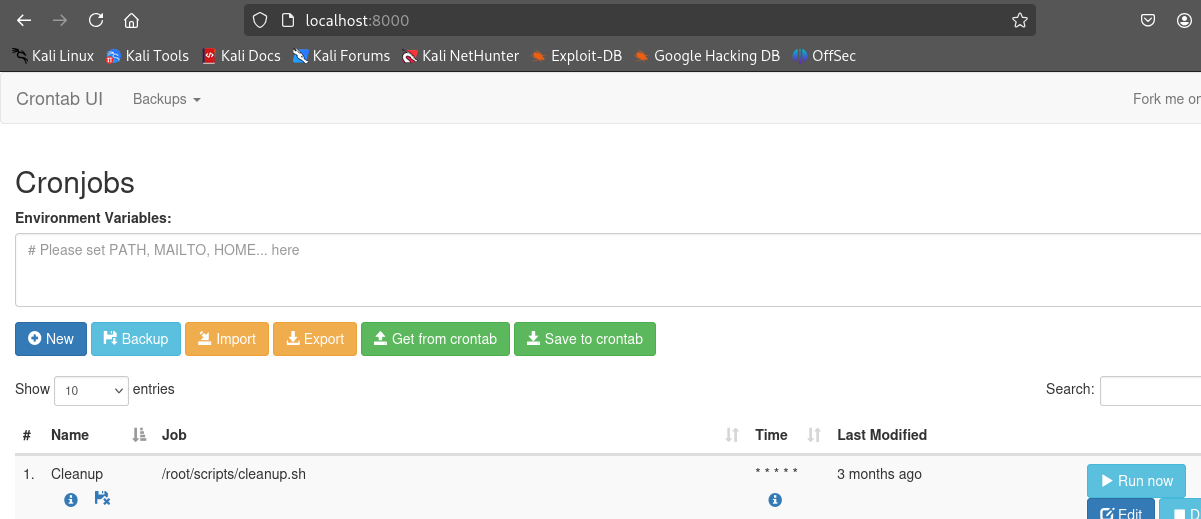 localhost:8000
Kali Linux Kali Tools Kali Docs Kali Forums Kali NetHunter Exploit-DB Google Hacking DB OffSec
Crontab UI Backups Fork me
Cronjobs
Environment Variables:
# Please set PATH, MAILTO, HOME... here
New Backup Import Export Get from crontab Save to crontab
Show 10 entries Search:
# Name Job Time Last Modified
1. Cleanup /root/scripts/cleanup.sh * * * * * 3 months ago Run now
Edit